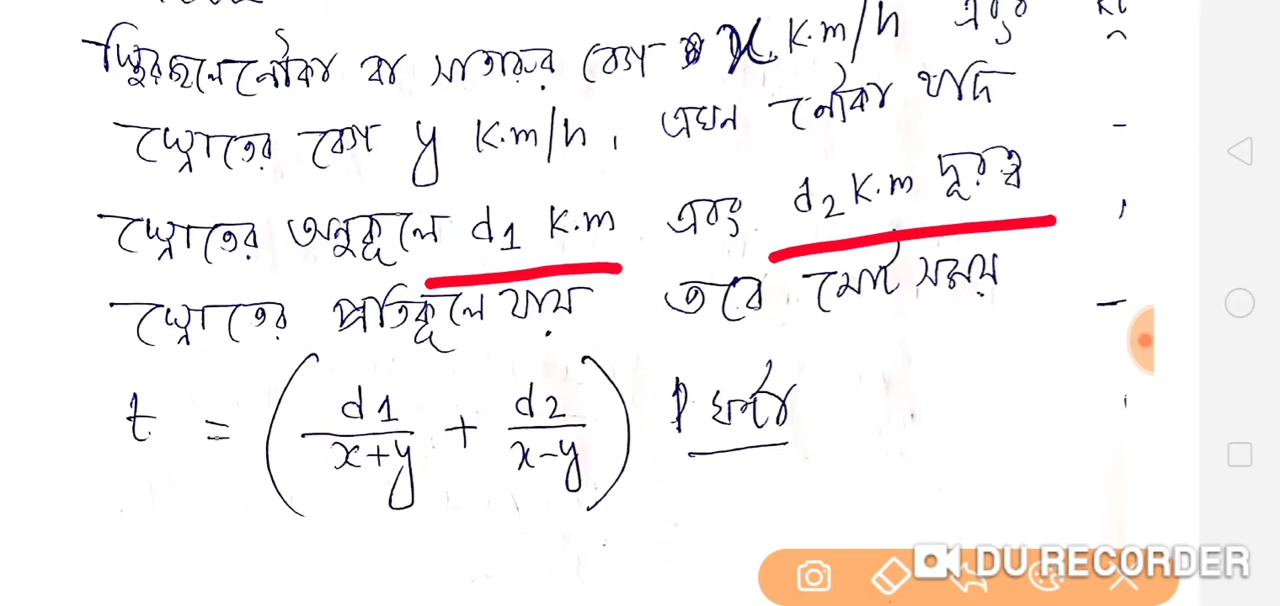 স্থিরজলে নৌকা বা সাতারুর বেগ x k.m/h এবং
স্রোতের বেগ y k.m/h, এখন নৌকা যদি
স্রোতের অনুকূলে d1 k.m এবং d2 k.m দূরত্ব
স্রোতের প্রতিকূলে যায় তবে মোট সময়
t = ( d1/x+y + d2/x-y ) ঘন্টা
DU RECORDER